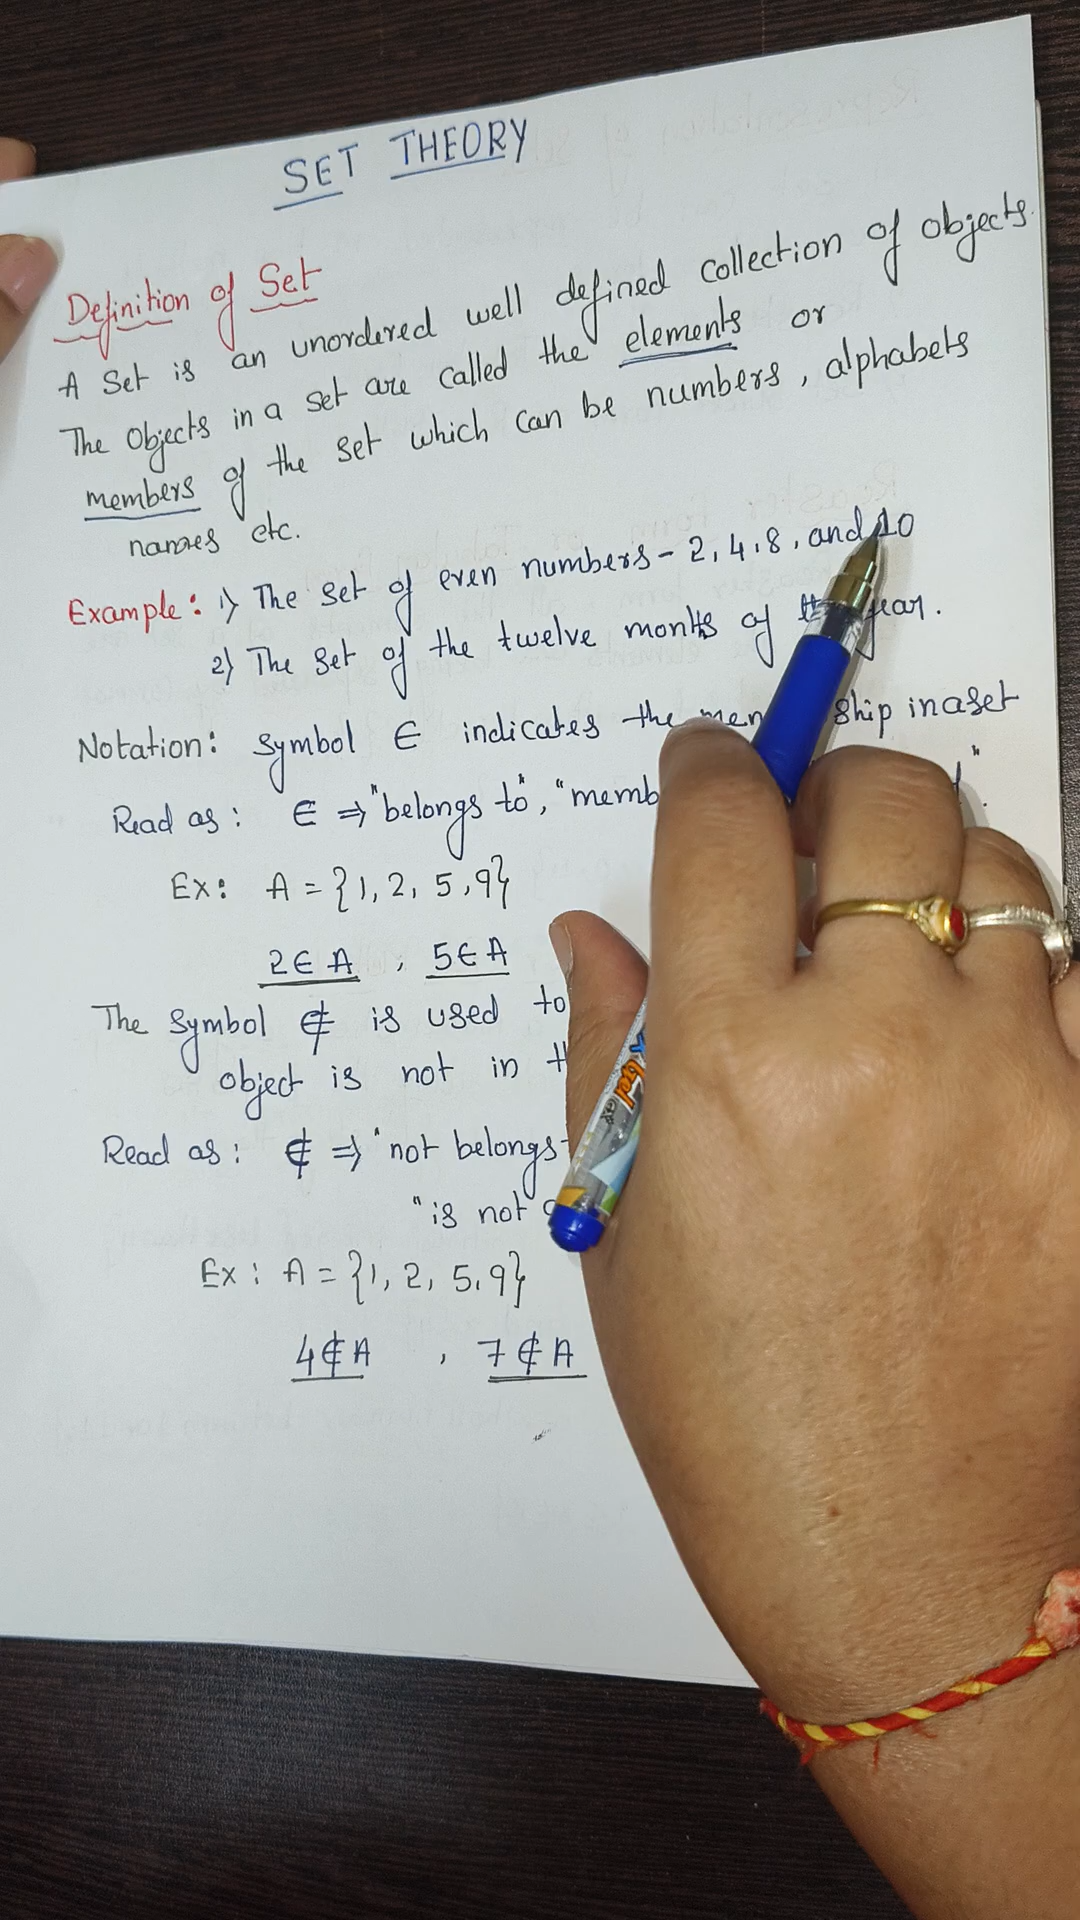 SET THEORY
Definition of Set
A Set is an unordered well defined collection of objects.
The Objects in a set are called the elements or
members of the set which can be numbers, alphabets
names etc.
Example: 1) The set of even numbers - 2, 4, 8, and 10
2) The set of the twelve months of the year.
Notation: Symbol ∈ indicates the ship in a set
Read as: ∈ ⇒ "belongs to", "
Ex: A = {1, 2, 5, 9}
2 ∈ A , 5 ∈ A
The symbol ∉ is used to
object is not in
Read as: ∉ ⇒ "not belongs
"is not
Ex: A = {1, 2, 5, 9}
4 ∉ A , 7 ∉ A